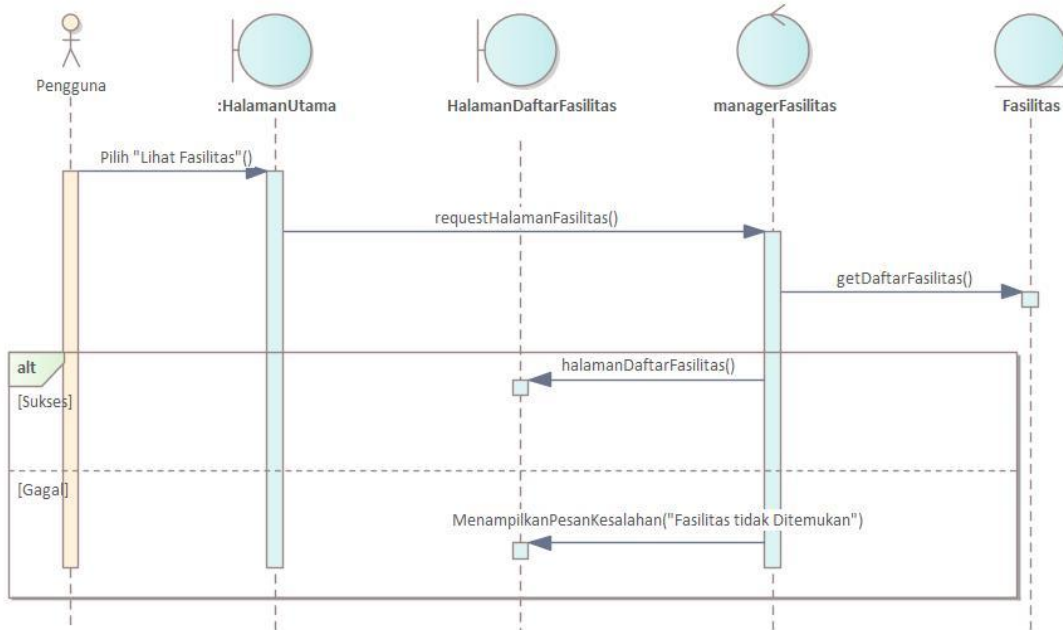 Pengguna
:HalamanUtama
HalamanDaftarFasilitas
managerFasilitas
Fasilitas
Pilih "Lihat Fasilitas"()
requestHalamanFasilitas()
getDaftarFasilitas()
alt
halamanDaftarFasilitas()
[Sukses]
[Gagal]
MenampilkanPesanKesalahan("Fasilitas tidak Ditemukan")